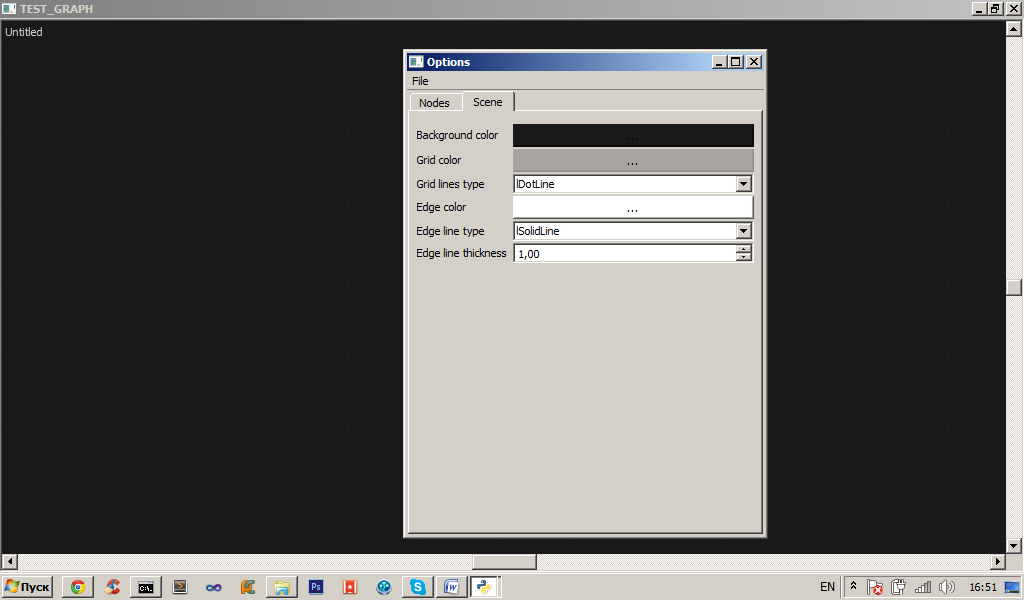 TEST_GRAPH
Untitled
Options
File
Nodes Scene
Background color ...
Grid color ...
Grid lines type lDotLine
Edge color ...
Edge line type lSolidLine
Edge line thickness 1,00
Пуск Ps EN 16:51